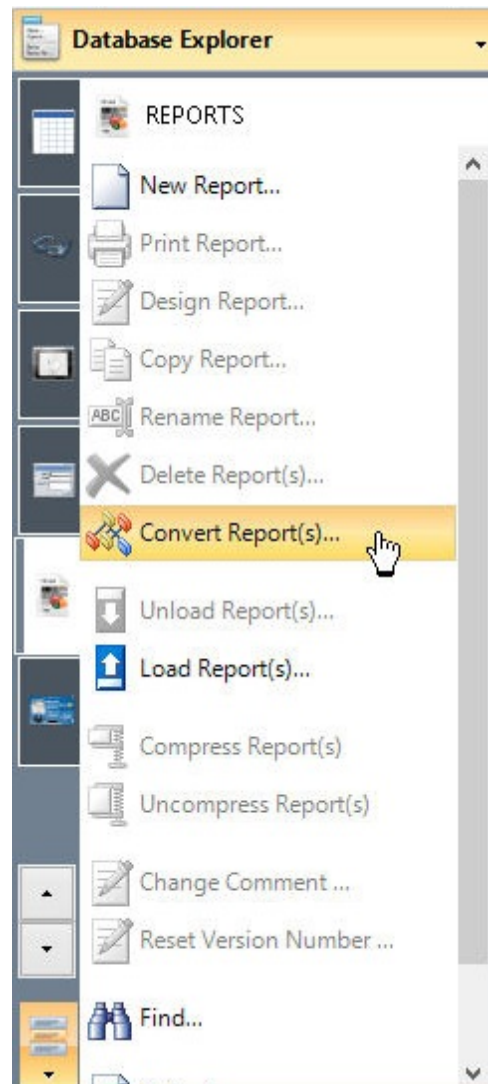 Database Explorer
REPORTS
New Report...
Print Report...
Design Report...
Copy Report...
ABC Rename Report...
Delete Report(s)...
Convert Report(s)...
Unload Report(s)...
Load Report(s)...
Compress Report(s)
Uncompress Report(s)
Change Comment ...
Reset Version Number ...
Find...